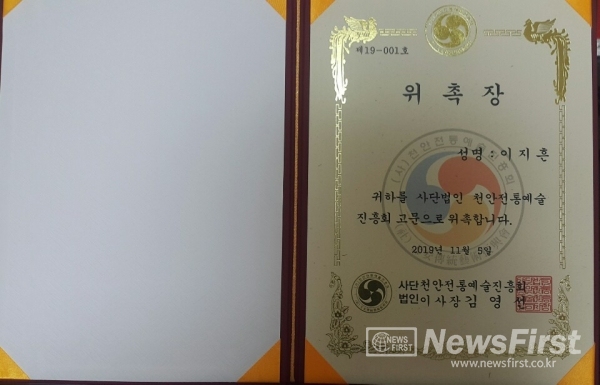 제19-001호
위 촉 장
성명 : 이 지 흔
귀하를 사단법인 천안전통예술
진흥회 고문으로 위촉합니다.
2019년 11월 5일
사단천안전통예술진흥회
법인이사장 김 영 선
NEWS FIRST NewsFirst
www.newsfirst.co.kr